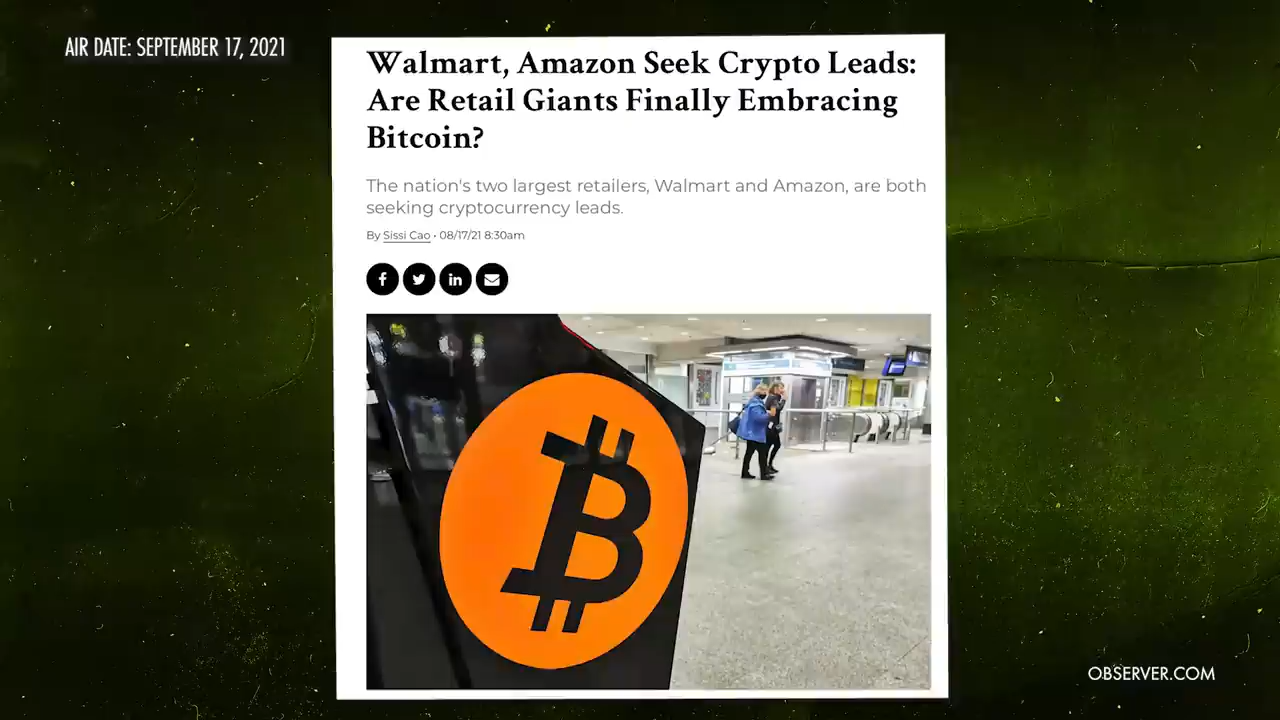 AIR DATE: SEPTEMBER 17, 2021
Walmart, Amazon Seek Crypto Leads:
Are Retail Giants Finally Embracing
Bitcoin?
The nation's two largest retailers, Walmart and Amazon, are both
seeking cryptocurrency leads.
By Sissi Cao • 08/17/21 8:30am
OBSERVER.COM